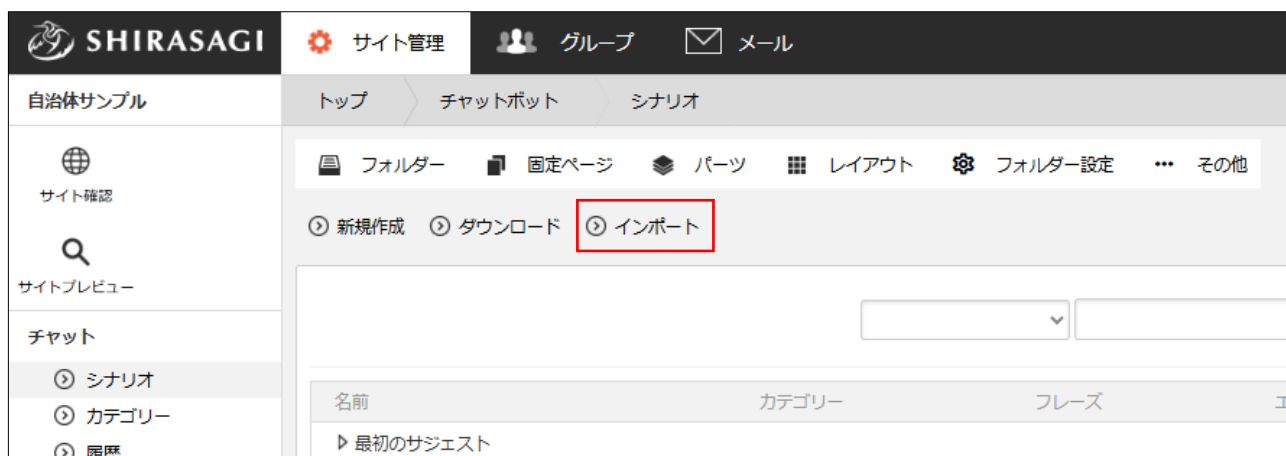 SHIRASAGI サイト管理 グループ メール
自治体サンプル トップ チャットボット シナリオ
フォルダー 固定ページ パーツ レイアウト フォルダー設定 その他
サイト確認
新規作成 ダウンロード インポート
サイトプレビュー
チャット
シナリオ
名前 カテゴリー フレーズ
カテゴリー
最初のサジェスト
履歴